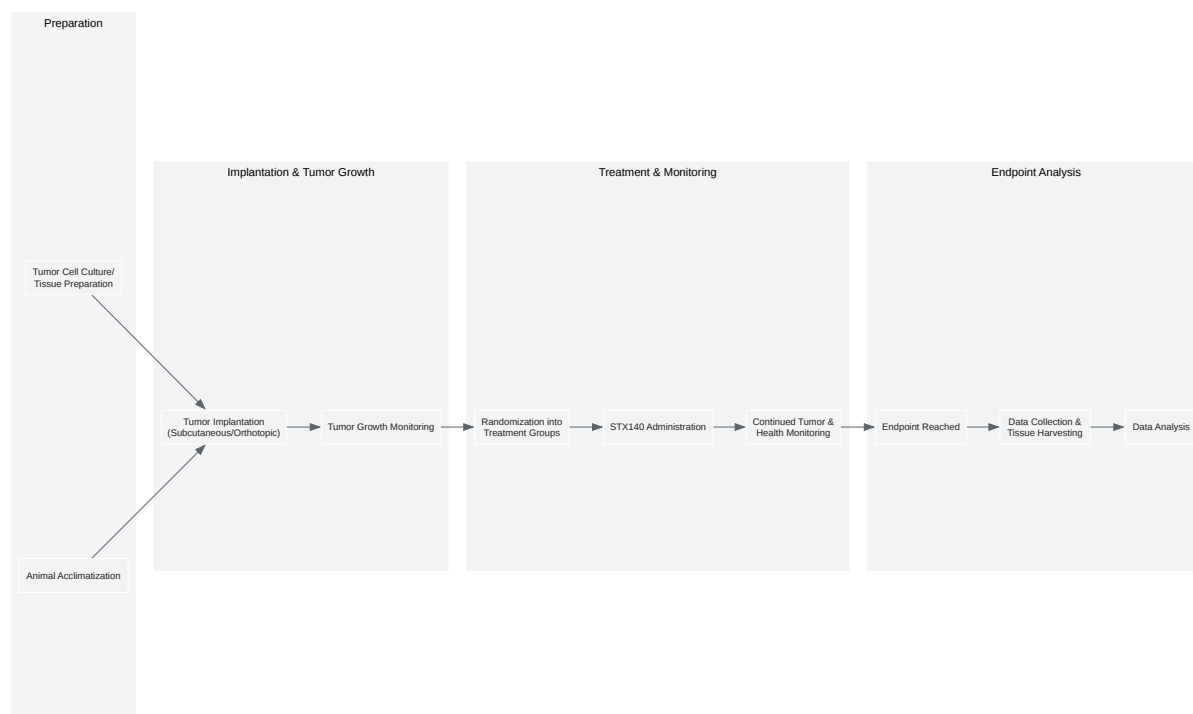 Preparation
Tumor Cell Culture/
Tissue Preparation
Animal Acclimatization
Implantation & Tumor Growth
Tumor Implantation
(Subcutaneous/Orthotopic)
Tumor Growth Monitoring
Treatment & Monitoring
Randomization into
Treatment Groups
STX140 Administration
Continued Tumor &
Health Monitoring
Endpoint Analysis
Endpoint Reached
Data Collection &
Tissue Harvesting
Data Analysis